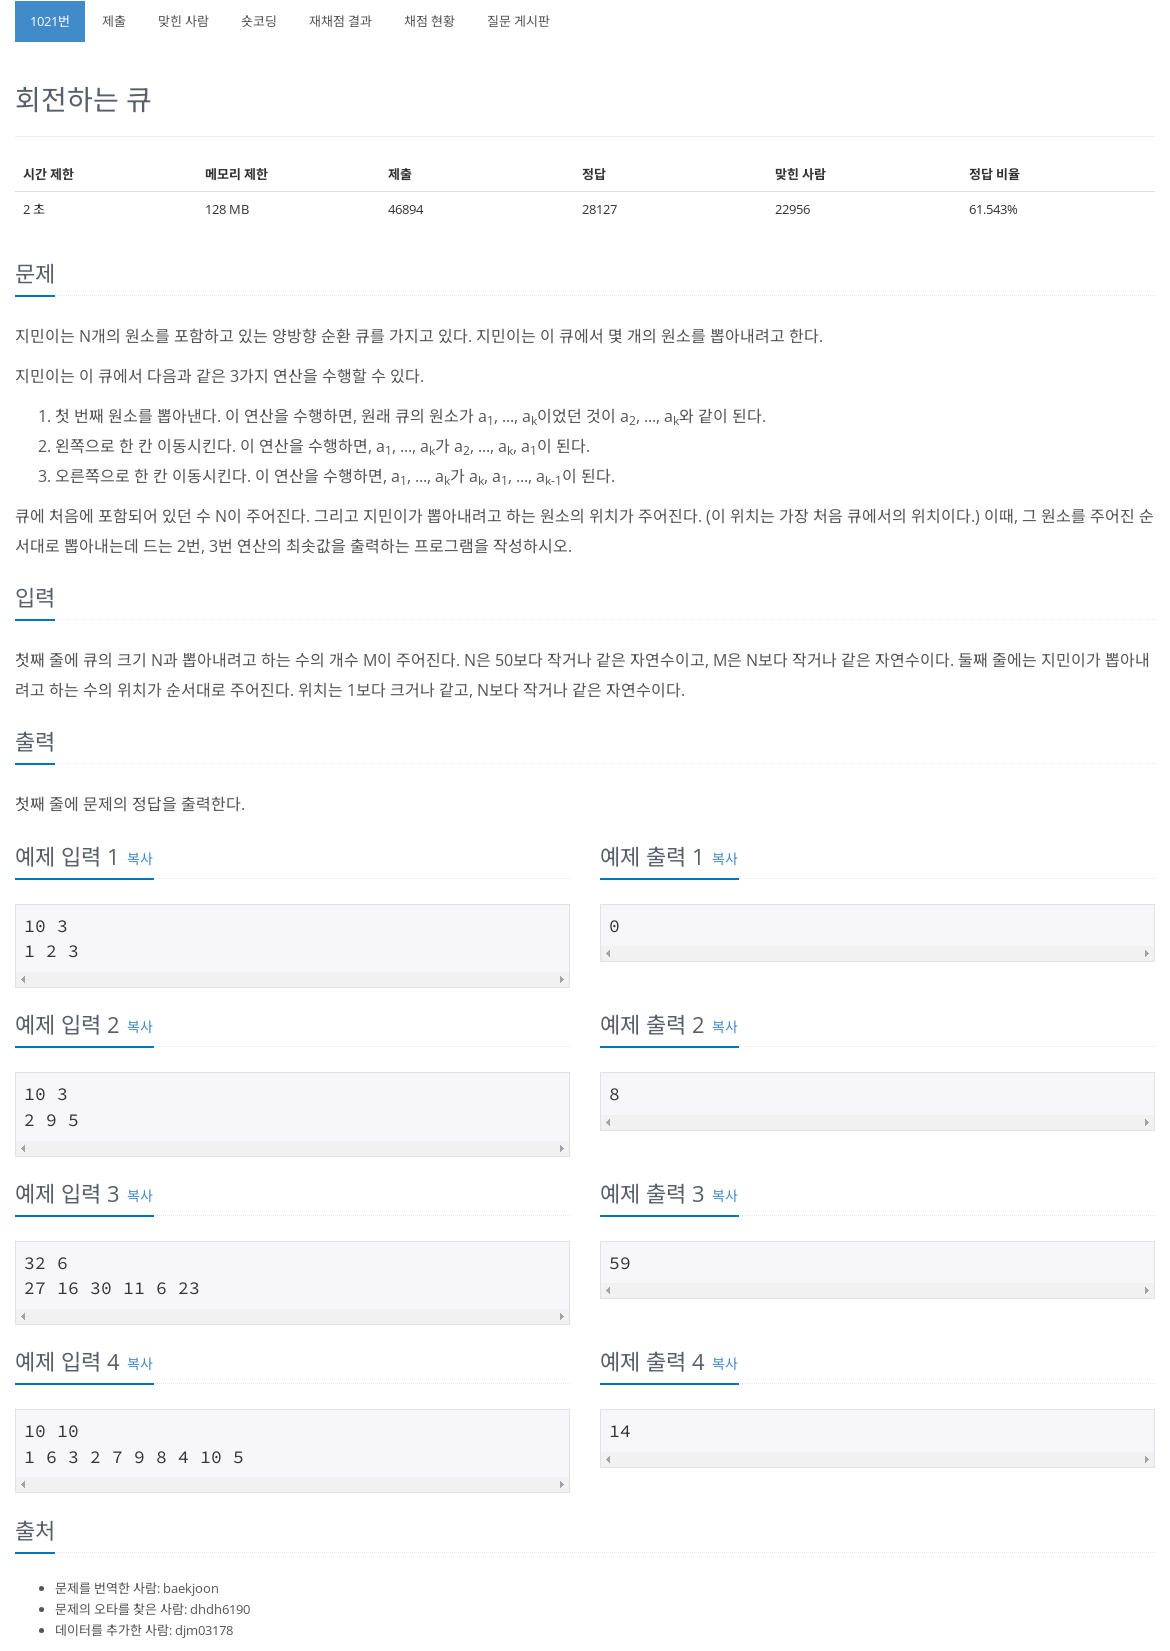 1021번 제출 맞힌 사람 숏코딩 재채점 결과 채점 현황 질문 게시판
회전하는 큐
시간 제한 메모리 제한 제출 정답 맞힌 사람 정답 비율
2 초 128 MB 46894 28127 22956 61.543%
문제
지민이는 N개의 원소를 포함하고 있는 양방향 순환 큐를 가지고 있다. 지민이는 이 큐에서 몇 개의 원소를 뽑아내려고 한다.
지민이는 이 큐에서 다음과 같은 3가지 연산을 수행할 수 있다.
1. 첫 번째 원소를 뽑아낸다. 이 연산을 수행하면, 원래 큐의 원소가 a1, ..., ak이었던 것이 a2, ..., ak와 같이 된다.
2. 왼쪽으로 한 칸 이동시킨다. 이 연산을 수행하면, a1, ..., ak가 a2, ..., ak, a1이 된다.
3. 오른쪽으로 한 칸 이동시킨다. 이 연산을 수행하면, a1, ..., ak가 ak, a1, ..., ak-1이 된다.
큐에 처음에 포함되어 있던 수 N이 주어진다. 그리고 지민이가 뽑아내려고 하는 원소의 위치가 주어진다. (이 위치는 가장 처음 큐에서의 위치이다.) 이때, 그 원소를 주어진 순
서대로 뽑아내는데 드는 2번, 3번 연산의 최솟값을 출력하는 프로그램을 작성하시오.
입력
첫째 줄에 큐의 크기 N과 뽑아내려고 하는 수의 개수 M이 주어진다. N은 50보다 작거나 같은 자연수이고, M은 N보다 작거나 같은 자연수이다. 둘째 줄에는 지민이가 뽑아내
려고 하는 수의 위치가 순서대로 주어진다. 위치는 1보다 크거나 같고, N보다 작거나 같은 자연수이다.
출력
첫째 줄에 문제의 정답을 출력한다.
예제 입력 1 복사
10 3
1 2 3
예제 출력 1 복사
0
예제 입력 2 복사
10 3
2 9 5
예제 출력 2 복사
8
예제 입력 3 복사
32 6
27 16 30 11 6 23
예제 출력 3 복사
59
예제 입력 4 복사
10 10
1 6 3 2 7 9 8 4 10 5
예제 출력 4 복사
14
출처
문제를 번역한 사람: baekjoon
문제의 오타를 찾은 사람: dhdh6190
데이터를 추가한 사람: djm03178